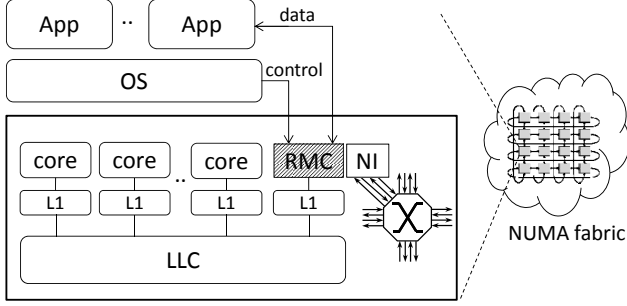 App .. App
data
OS
control
core core .. core RMC NI
L1 L1 L1 L1
LLC
NUMA fabric